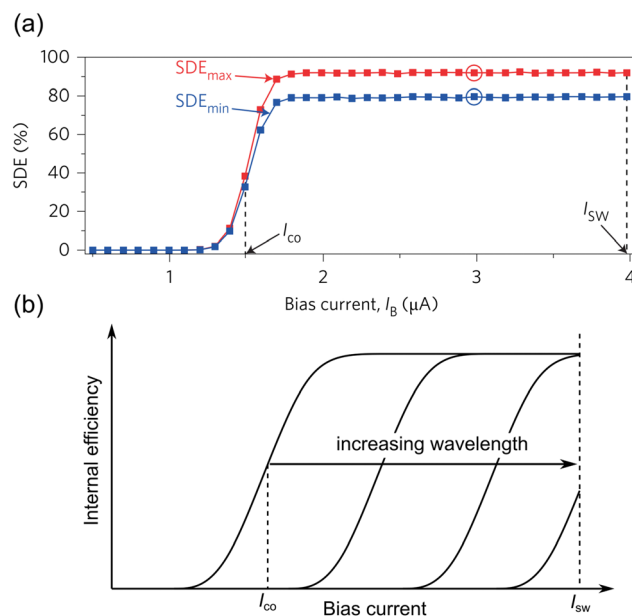 (a)
100
80
60
40
20
0
SDE (%)
SDEmax
SDEmin
Ico
ISW
1
2
3
4
Bias current, IB (μA)
(b)
Internal efficiency
increasing wavelength
Ico
Isw
Bias current